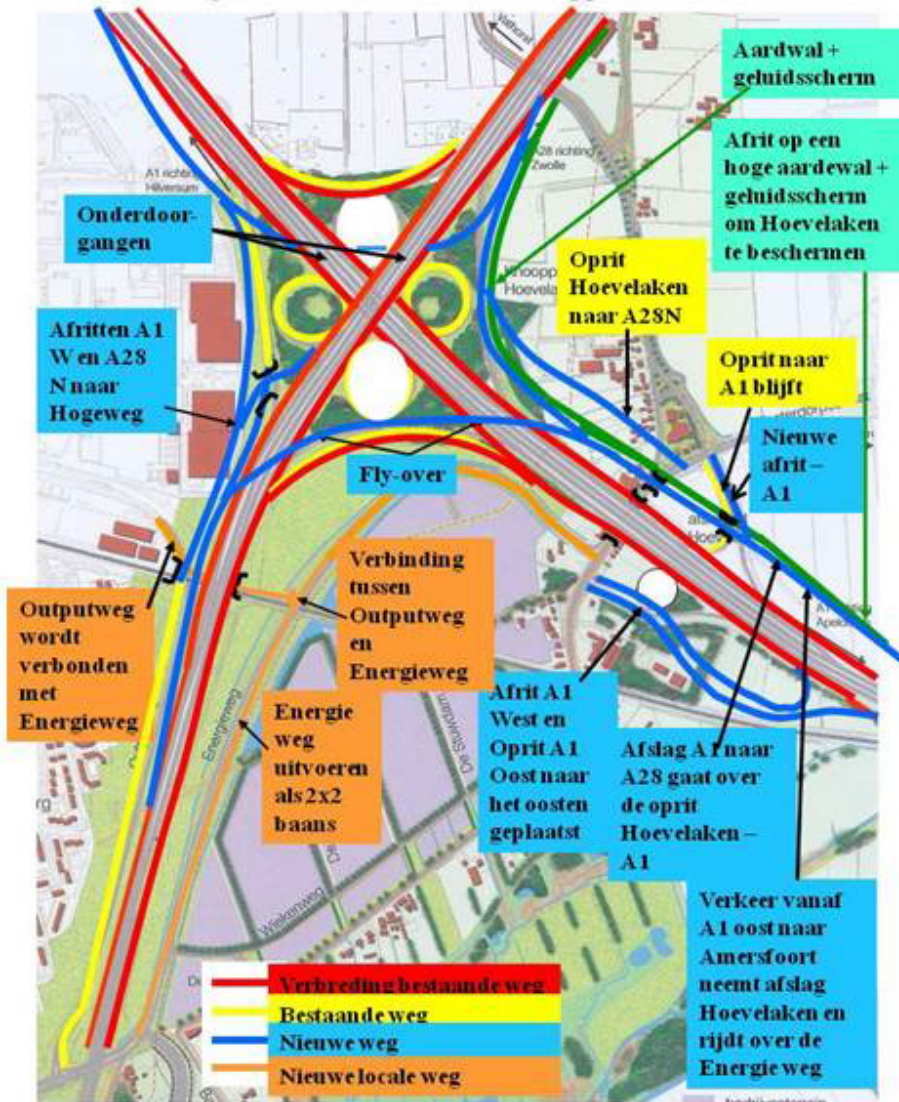 Vathorst
Aardwal +
geluidsscherm
A28 richting
Zwolle
Afrit op een
hoge aardewal +
geluidsscherm
om Hoevelaken
te beschermen
A1 richting
Hilversum
Onderdoor-
gangen
Oprit
Hoevelaken
naar A28N
Afritten A1
W en A28
N naar
Hogeweg
Oprit naar
A1 blijft
Nieuwe
afrit –
A1
Fly-over
Verbinding
tussen
Outputweg
en
Energieweg
Outputweg
wordt
verbonden
met
Energieweg
Energieweg
Energie
weg
uitvoeren
als 2x2
baans
De Stuwdam
Afrit A1
West en
Oprit A1
Oost naar
het oosten
geplaatst
Afslag A1 naar
A28 gaat over
de oprit
Hoevelaken –
A1
Wiekenweg
Verkeer vanaf
A1 oost naar
Amersfoort
neemt afslag
Hoevelaken en
rijdt over de
Energie weg
Verbreding bestaande weg
Bestaande weg
Nieuwe weg
Nieuwe locale weg